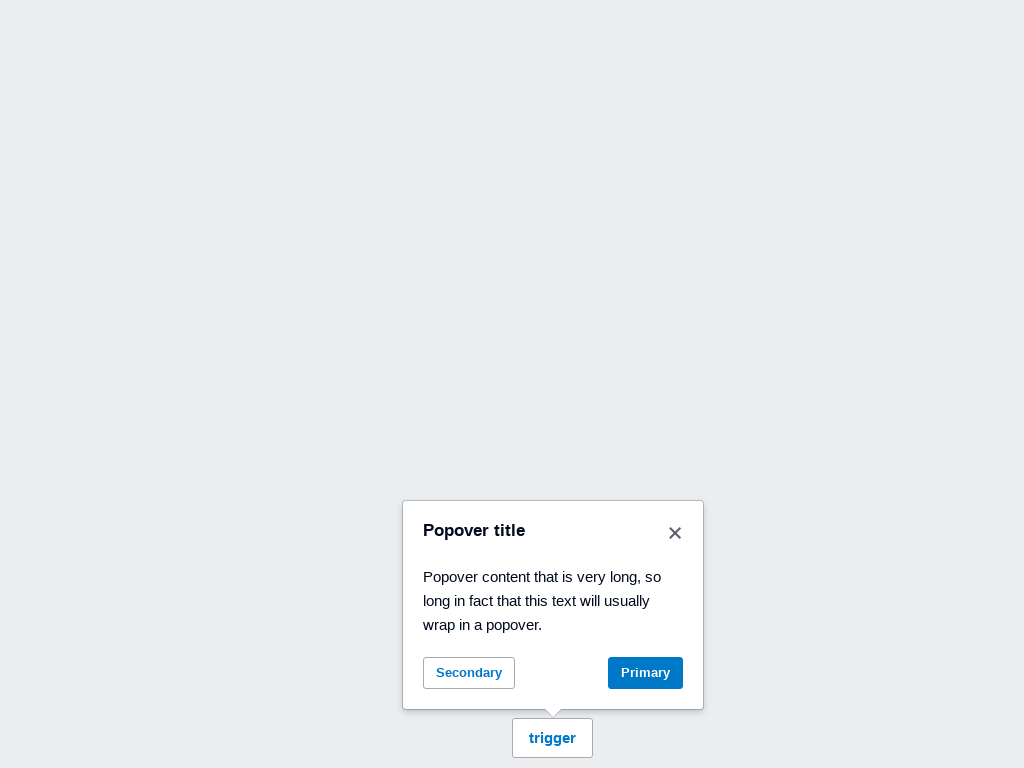 Popover title
Popover content that is very long, so
long in fact that this text will usually
wrap in a popover.
Secondary
Primary
trigger